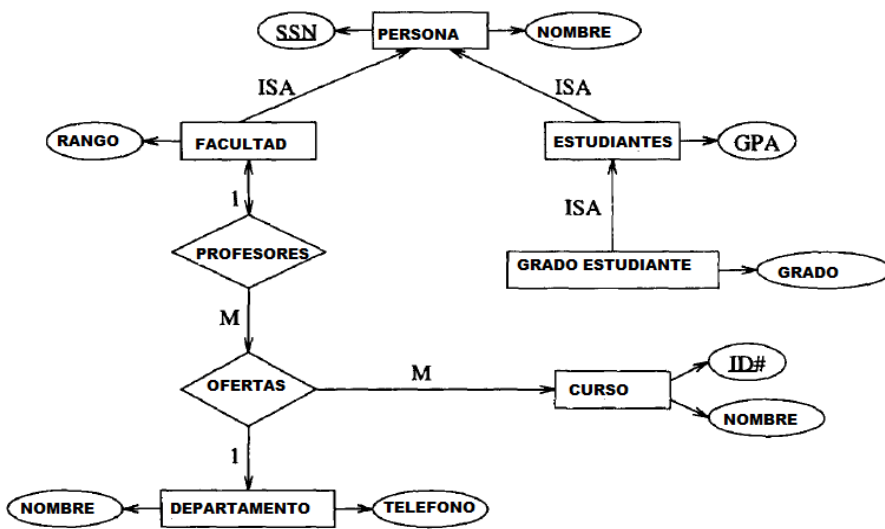 SSN
PERSONA
NOMBRE
ISA
ISA
RANGO
FACULTAD
ESTUDIANTES
GPA
1
ISA
PROFESORES
GRADO ESTUDIANTE
GRADO
M
OFERTAS
M
CURSO
ID#
NOMBRE
1
NOMBRE
DEPARTAMENTO
TELEFONO